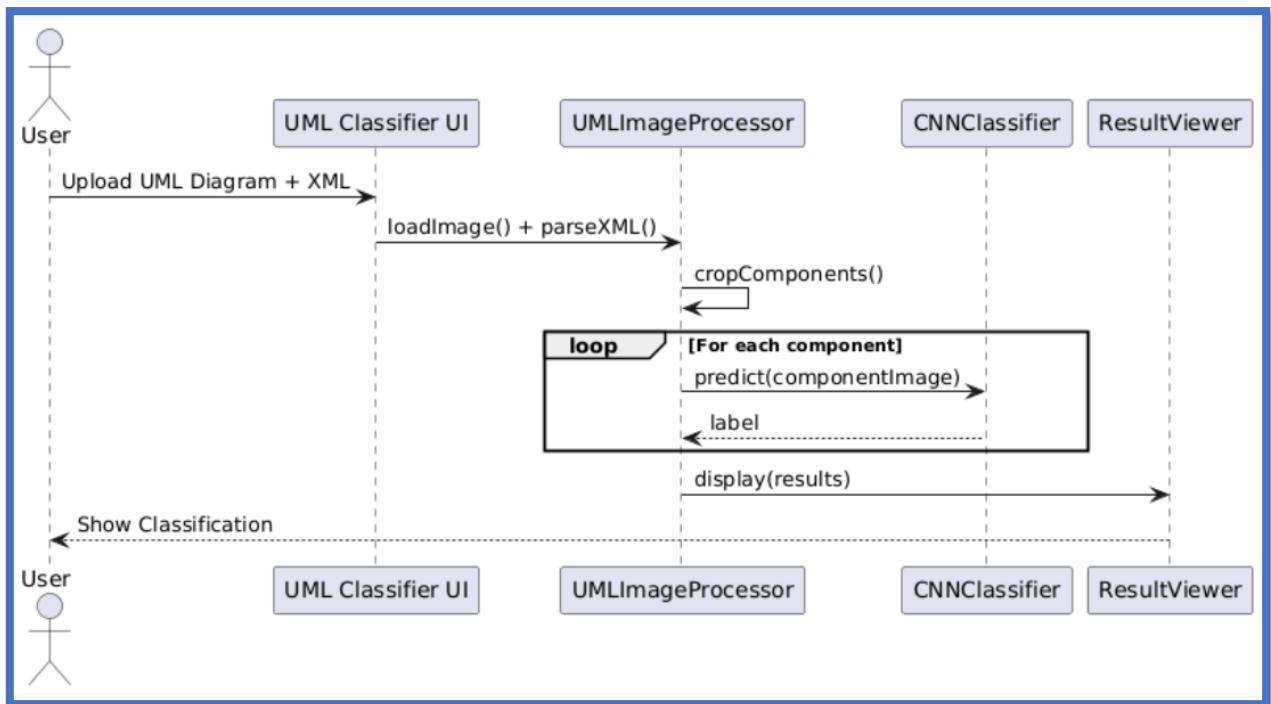 User
UML Classifier UI
UMLImageProcessor
CNNClassifier
ResultViewer
Upload UML Diagram + XML
loadImage() + parseXML()
cropComponents()
loop
[For each component]
predict(componentImage)
label
display(results)
Show Classification
User
UML Classifier UI
UMLImageProcessor
CNNClassifier
ResultViewer